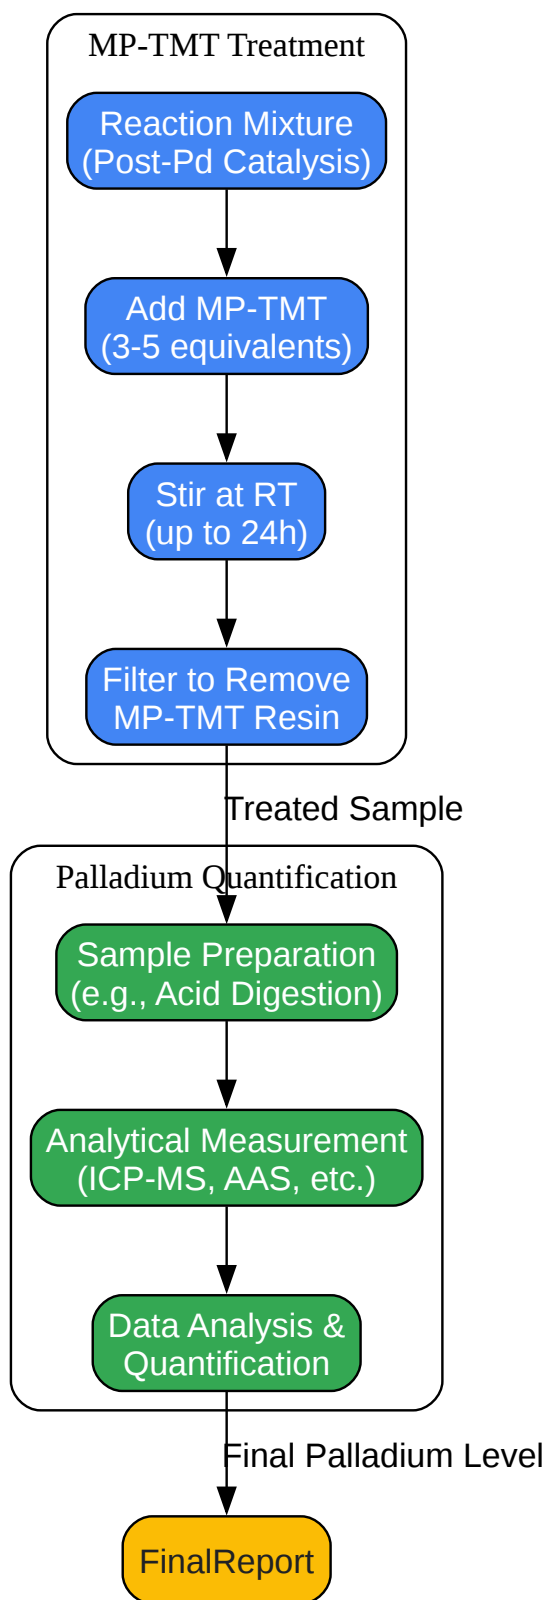 MP-TMT Treatment
Reaction Mixture
(Post-Pd Catalysis)
Add MP-TMT
(3-5 equivalents)
Stir at RT
(up to 24h)
Filter to Remove
MP-TMT Resin
Treated Sample
Palladium Quantification
Sample Preparation
(e.g., Acid Digestion)
Analytical Measurement
(ICP-MS, AAS, etc.)
Data Analysis &
Quantification
Final Palladium Level
FinalReport